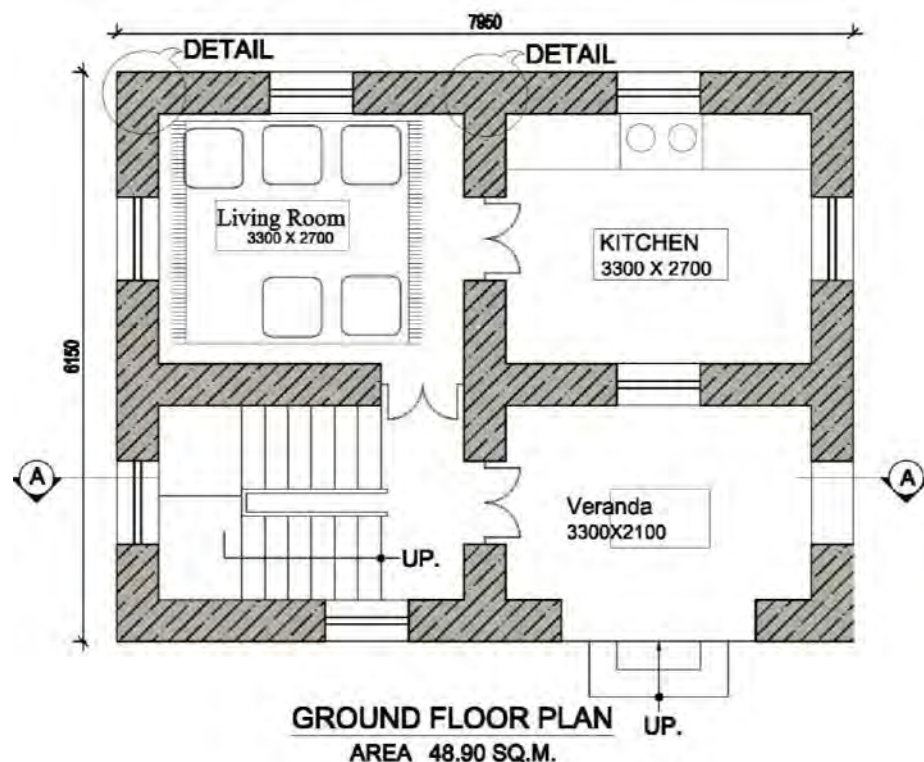 7950
DETAIL
DETAIL
Living Room
3300 X 2700
KITCHEN
3300 X 2700
6150
A
A
Veranda
3300X2100
UP.
UP.
GROUND FLOOR PLAN
AREA 48.90 SQ.M.